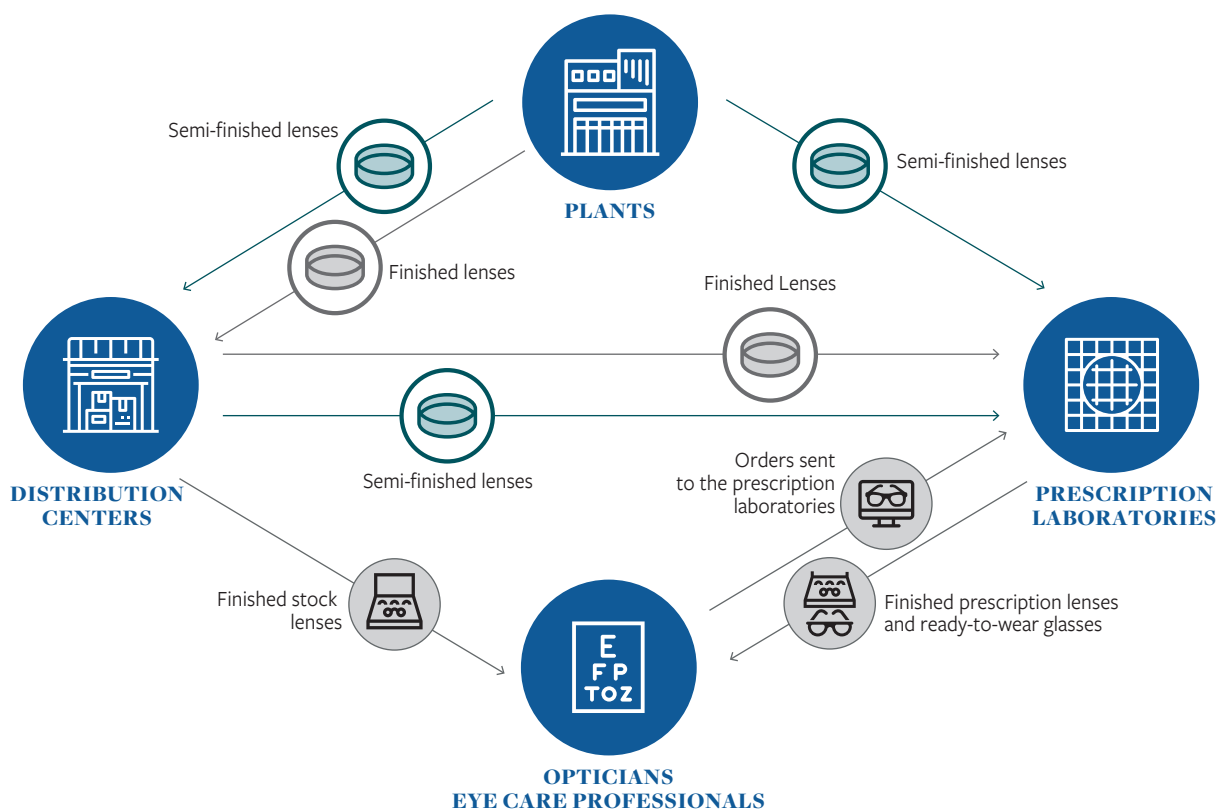 Semi-finished lenses
Semi-finished lenses
PLANTS
Finished lenses
Finished Lenses
Semi-finished lenses
DISTRIBUTION
CENTERS
Orders sent
to the prescription
laboratories
PRESCRIPTION
LABORATORIES
Finished stock
lenses
Finished prescription lenses
and ready-to-wear glasses
E
F P
TOZ
OPTICIANS
EYE CARE PROFESSIONALS